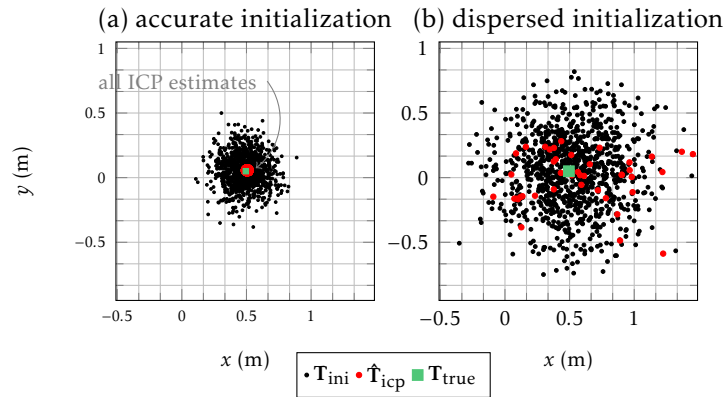 (a) accurate initialization
(b) dispersed initialization
1
0.5
0
−0.5
all ICP estimates
y (m)
−0.5 0 0.5 1
x (m)
1
0.5
0
−0.5
−0.5 0 0.5 1
x (m)
T_ini T̂_icp T_true